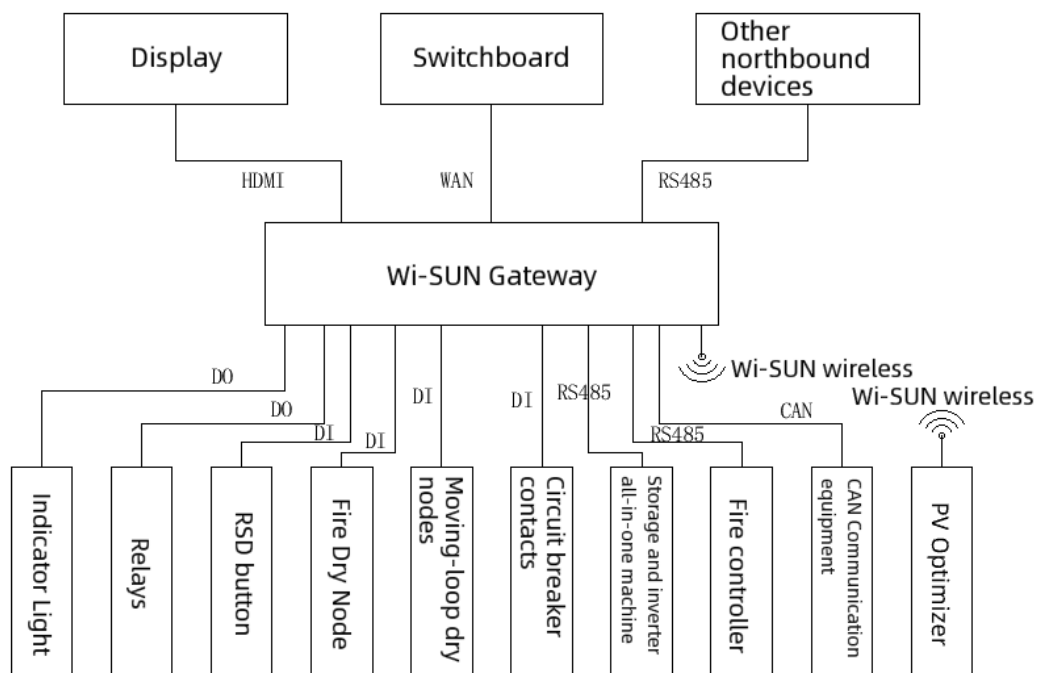 Display
Switchboard
Other
northbound
devices
HDMI
WAN
RS485
Wi-SUN Gateway
DO
DO
DI
DI
DI
DI
RS485
RS485
CAN
Wi-SUN wireless
Wi-SUN wireless
Indicator Light
Relays
RSD button
Fire Dry Node
Moving-loop dry
nodes
Circuit breaker
contacts
Storage and inverter
all-in-one machine
Fire controller
CAN Communication
equipment
PV Optimizer